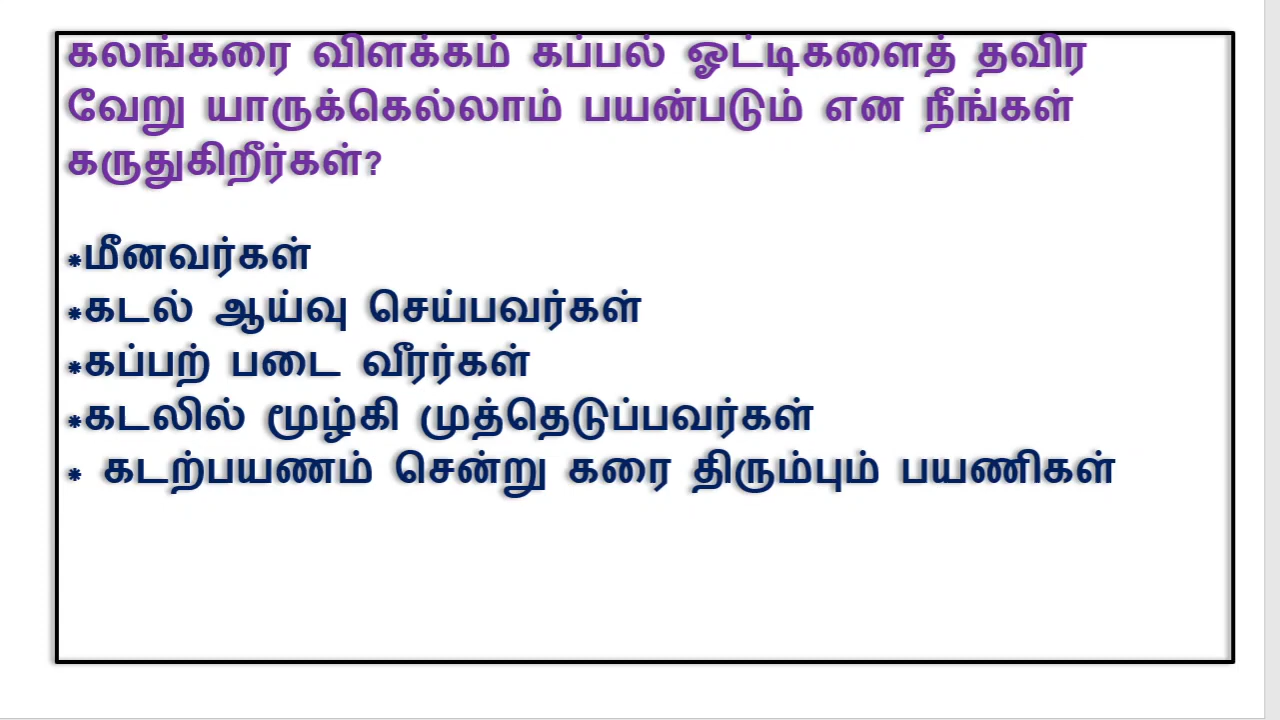 கலங்கரை விளக்கம் கப்பல் ஓட்டிகளைத் தவிர
வேறு யாருக்கெல்லாம் பயன்படும் என நீங்கள்
கருதுகிறீர்கள்?
*மீனவர்கள்
*கடல் ஆய்வு செய்பவர்கள்
*கப்பற் படை வீரர்கள்
*கடலில் மூழ்கி முத்தெடுப்பவர்கள்
* கடற்பயணம் சென்று கரை திரும்பும் பயணிகள்